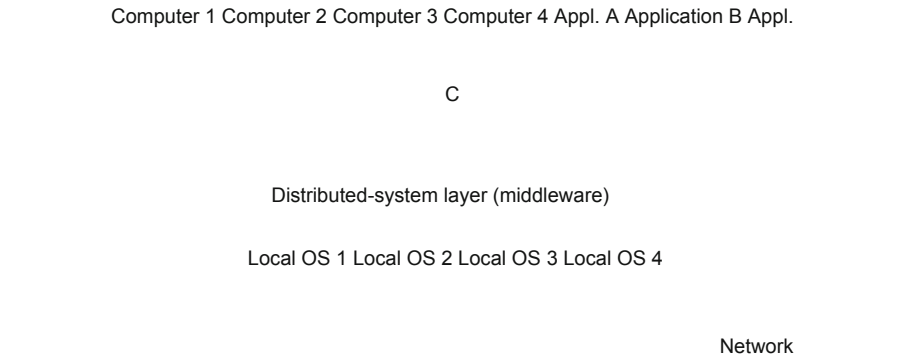 Computer 1 Computer 2 Computer 3 Computer 4 Appl. A Application B Appl.
C
Distributed-system layer (middleware)
Local OS 1 Local OS 2 Local OS 3 Local OS 4
Network